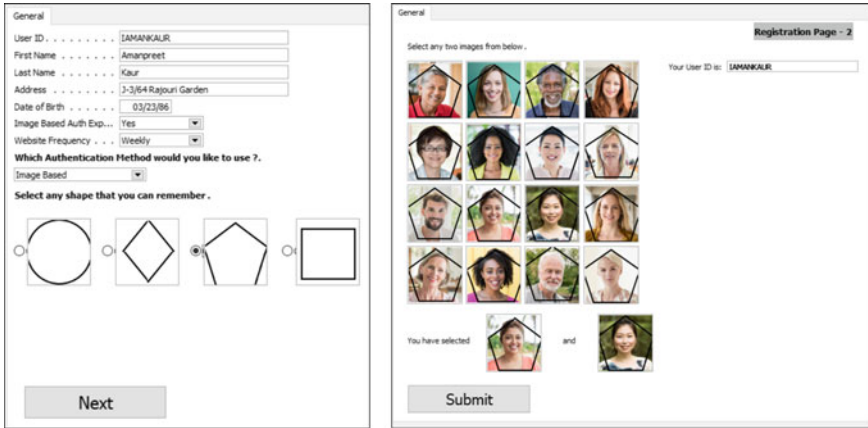 General
User ID . . . . . . . . . IAMANKAUR
First Name . . . . . . . Amanpreet
Last Name . . . . . . . Kaur
Address . . . . . . . . . J-3/64 Rajouri Garden
Date of Birth . . . . . . 03/23/86
Image Based Auth Exp... Yes
Website Frequency . . . . Weekly
Which Authentication Method would you like to use ?.
Image Based
Select any shape that you can remember .
Next
General
Registration Page - 2
Select any two images from below .
Your User ID is: IAMANKAUR
You have selected and
Submit